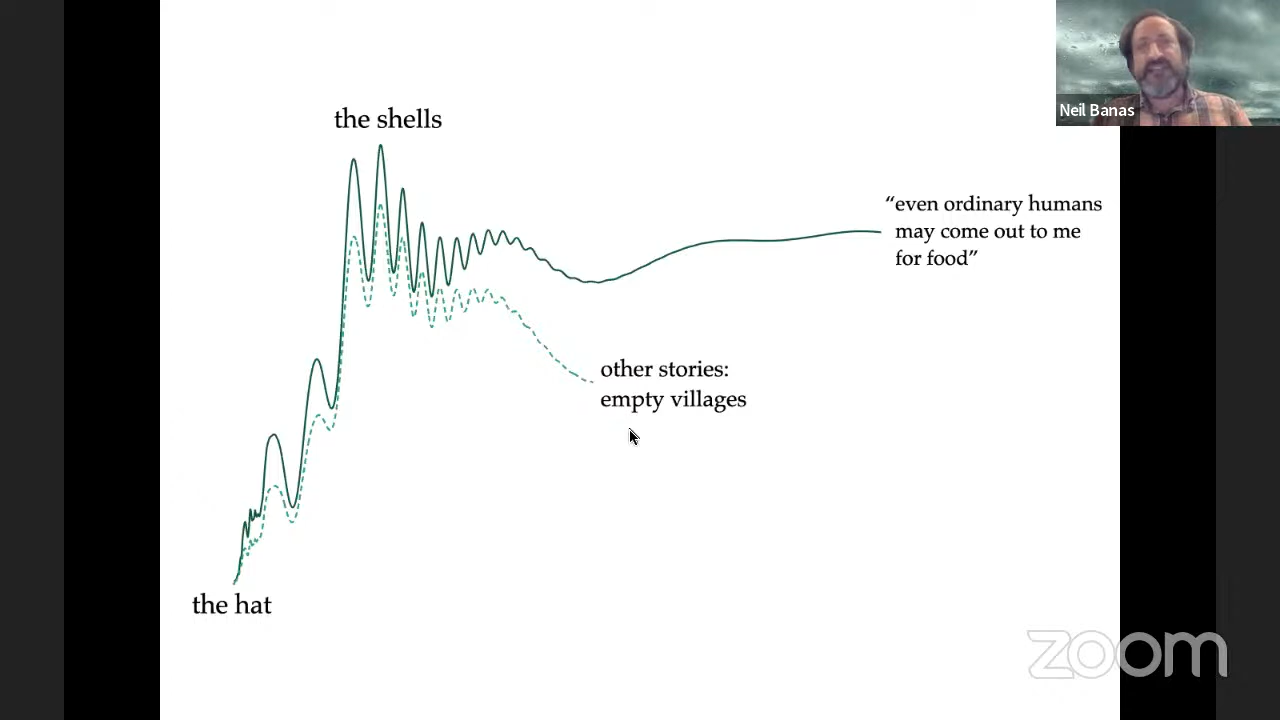 the shells
Neil Banas
“even ordinary humans
may come out to me
for food”
other stories:
empty villages
the hat
zoom